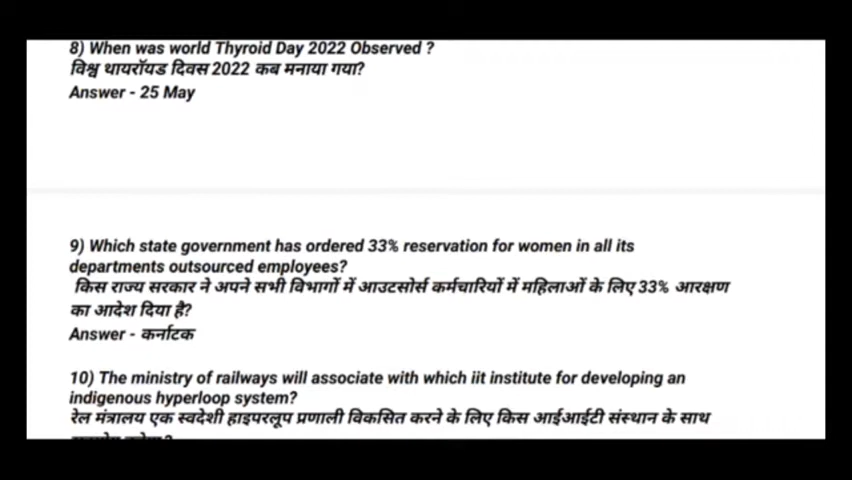 8) When was world Thyroid Day 2022 Observed ?
विश्व थायरॉयड दिवस 2022 कब मनाया गया?
Answer - 25 May
9) Which state government has ordered 33% reservation for women in all its
departments outsourced employees?
किस राज्य सरकार ने अपने सभी विभागों में आउटसोर्स कर्मचारियों में महिलाओं के लिए 33% आरक्षण
का आदेश दिया है?
Answer - कर्नाटक
10) The ministry of railways will associate with which iit institute for developing an
indigenous hyperloop system?
रेल मंत्रालय एक स्वदेशी हाइपरलूप प्रणाली विकसित करने के लिए किस आईआईटी संस्थान के साथ